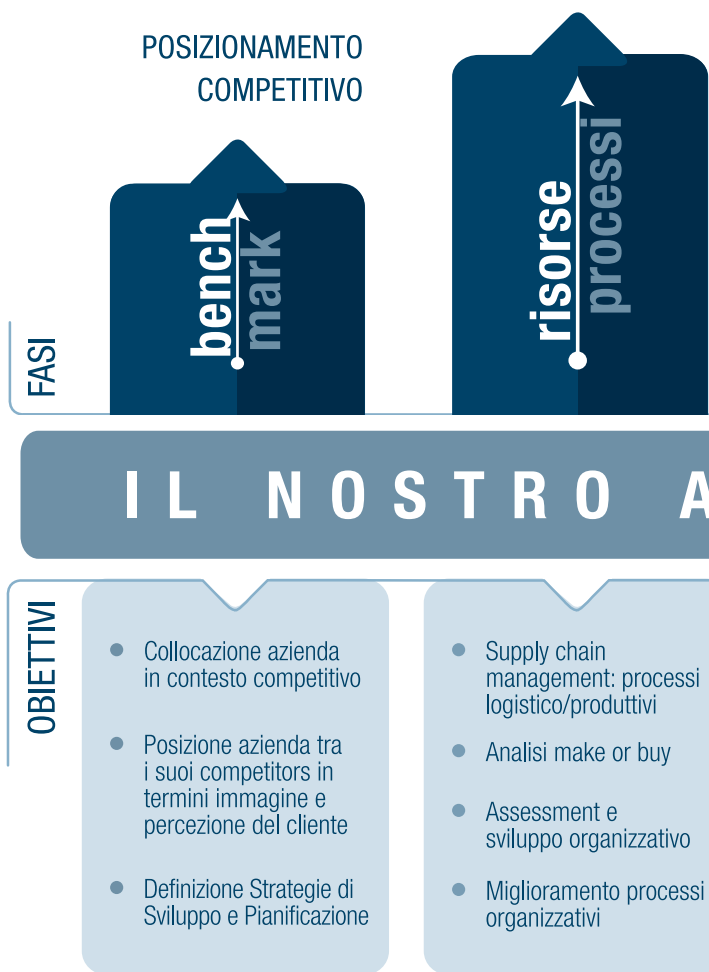 POSIZIONAMENTO
COMPETITIVO
bench
mark
risorse
processi
FASI
IL NOSTRO A
OBIETTIVI
Collocazione azienda
in contesto competitivo
Posizione azienda tra
i suoi competitors in
termini immagine e
percezione del cliente
Definizione Strategie di
Sviluppo e Pianificazione
Supply chain
management: processi
logistico/produttivi
Analisi make or buy
Assessment e
sviluppo organizzativo
Miglioramento processi
organizzativi